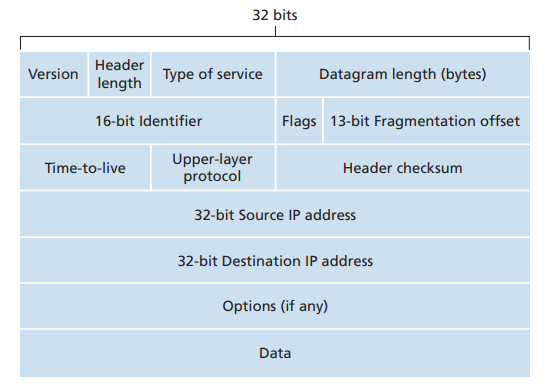 32 bits
Version
Header
length
Type of service
Datagram length (bytes)
16-bit Identifier
Flags
13-bit Fragmentation offset
Time-to-live
Upper-layer
protocol
Header checksum
32-bit Source IP address
32-bit Destination IP address
Options (if any)
Data